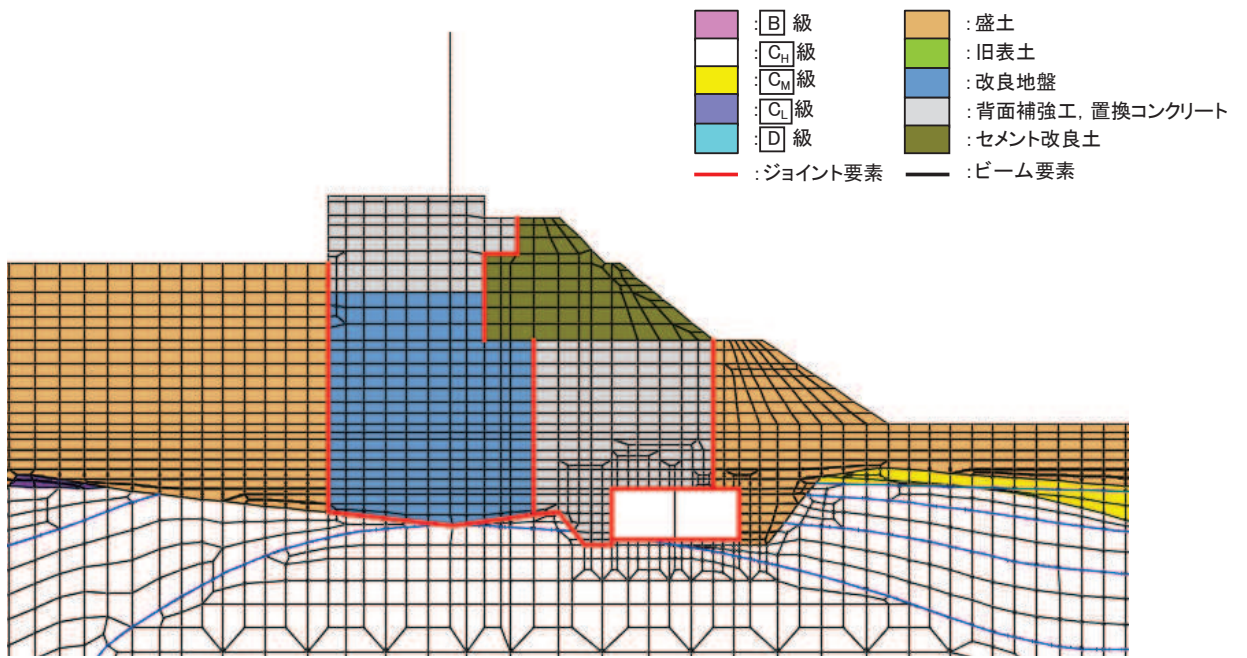 :B 級
:CH級
:CM級
:CL級
:D 級
:ジョイント要素
:盛土
:旧表土
:改良地盤
:背面補強工，置換コンクリート
:セメント改良土
:ビーム要素